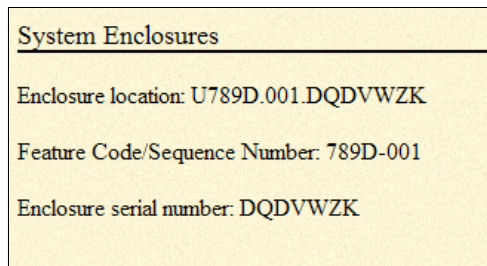 System Enclosures
Enclosure location: U789D.001.DQDVWZK
Feature Code/Sequence Number: 789D-001
Enclosure serial number: DQDVWZK